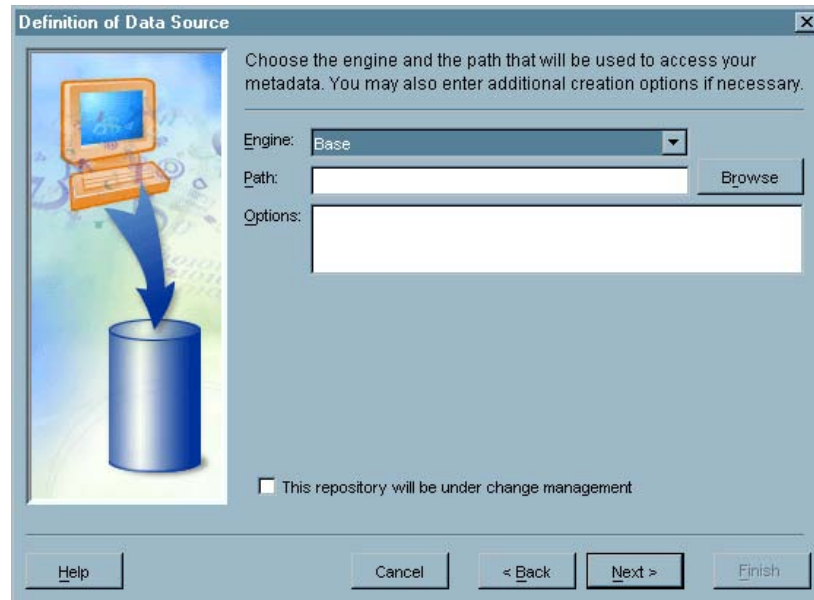 Definition of Data Source
Choose the engine and the path that will be used to access your
metadata. You may also enter additional creation options if necessary.
Engine: Base
Path: Browse
Options:
This repository will be under change management
Help Cancel < Back Next > Finish